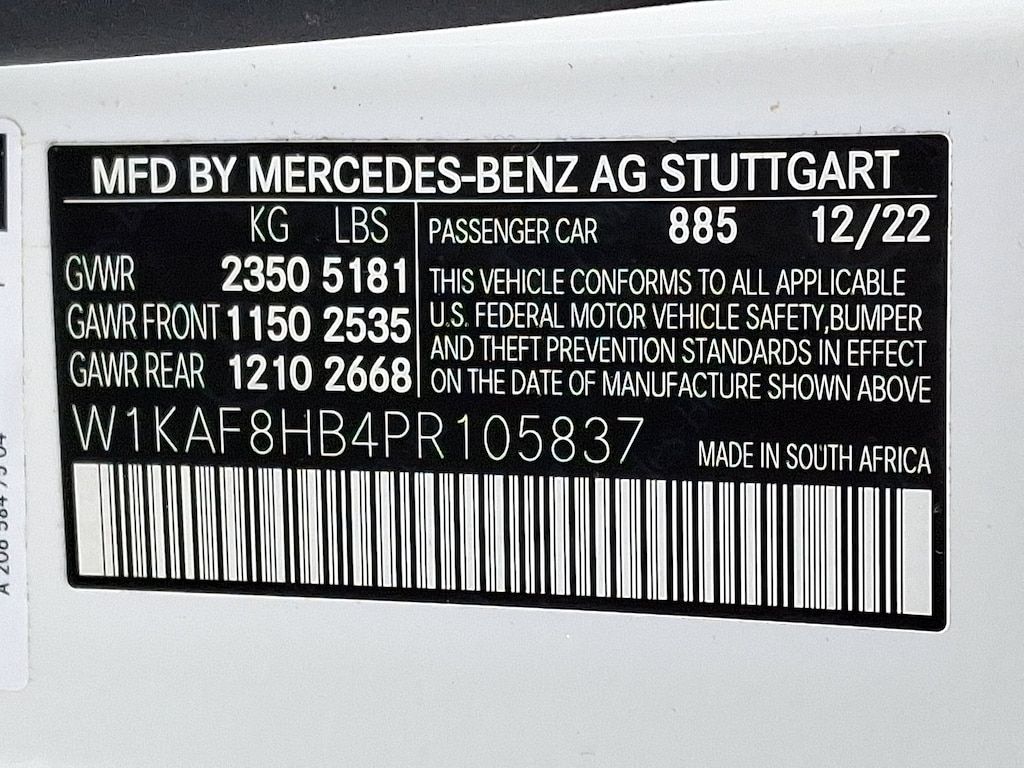 MFD BY MERCEDES-BENZ AG STUTTGART
KG LBS
GVWR 2350 5181
GAWR FRONT 1150 2535
GAWR REAR 1210 2668
PASSENGER CAR 885 12/22
THIS VEHICLE CONFORMS TO ALL APPLICABLE
U.S. FEDERAL MOTOR VEHICLE SAFETY,BUMPER
AND THEFT PREVENTION STANDARDS IN EFFECT
ON THE DATE OF MANUFACTURE SHOWN ABOVE
W1KAF8HB4PR105837
MADE IN SOUTH AFRICA
A 206 584